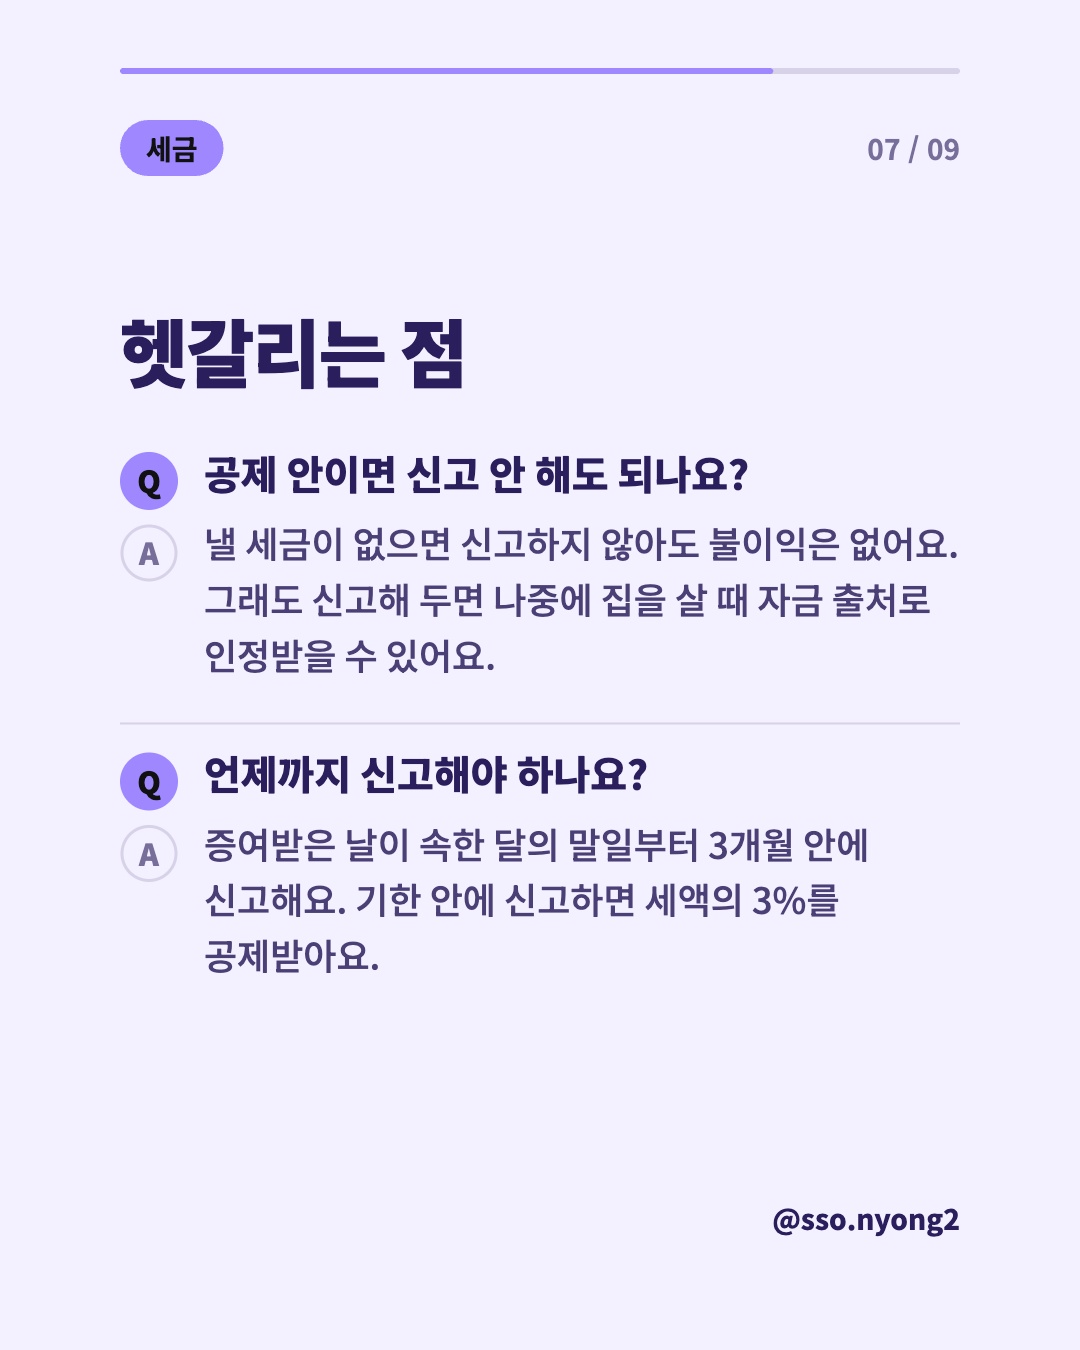 세금
07 / 09
헷갈리는 점
Q 공제 안이면 신고 안 해도 되나요?
A 낼 세금이 없으면 신고하지 않아도 불이익은 없어요.
그래도 신고해 두면 나중에 집을 살 때 자금 출처로
인정받을 수 있어요.
Q 언제까지 신고해야 하나요?
A 증여받은 날이 속한 달의 말일부터 3개월 안에
신고해요. 기한 안에 신고하면 세액의 3%를
공제받아요.
@sso.nyong2